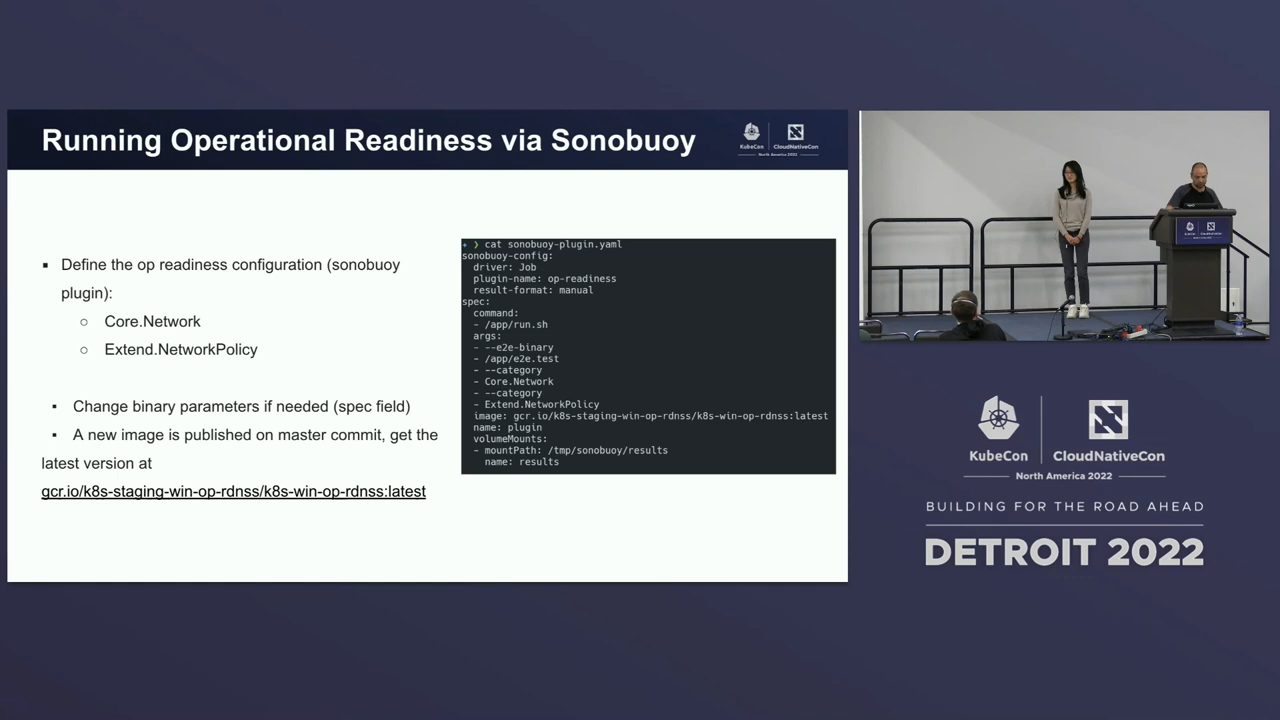 Running Operational Readiness via Sonobuoy
KubeCon
CloudNativeCon
North America 2022
▪ Define the op readiness configuration (sonobuoy
plugin):
○ Core.Network
○ Extend.NetworkPolicy
▪ Change binary parameters if needed (spec field)
▪ A new image is published on master commit, get the
latest version at
gcr.io/k8s-staging-win-op-rdnss/k8s-win-op-rdnss:latest
❯ cat sonobuoy-plugin.yaml
sonobuoy-config:
  driver: Job
  plugin-name: op-readiness
  result-format: manual
spec:
  command:
  - /app/run.sh
  args:
  - --e2e-binary
  - /app/e2e.test
  - --category
  - Core.Network
  - --category
  - Extend.NetworkPolicy
  image: gcr.io/k8s-staging-win-op-rdnss/k8s-win-op-rdnss:latest
  name: plugin
  volumeMounts:
  - mountPath: /tmp/sonobuoy/results
    name: results
KubeCon
CloudNativeCon
North America 2022
BUILDING FOR THE ROAD AHEAD
DETROIT 2022